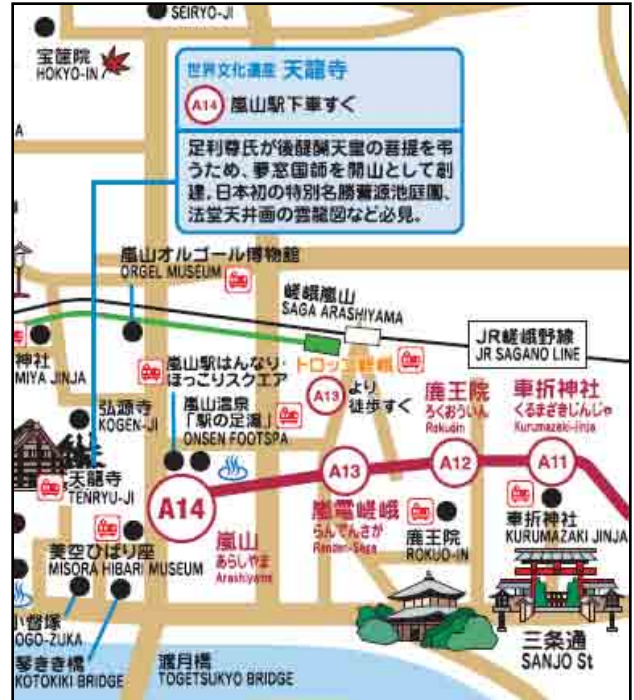 SEIRYO-JI
宝筐院
HOKYO-IN
世界文化遺産 天龍寺
A14 嵐山駅下車すぐ
足利尊氏が後醍醐天皇の菩提を弔
うため、夢窓国師を開山として創
建。日本初の特別名勝曹源池庭園、
法堂天井画の雲龍図など必見。
嵐山オルゴール博物館
ORGEL MUSEUM
嵯峨嵐山
SAGA ARASHIYAMA
JR嵯峨野線
JR SAGANO LINE
トロッコ嵯峨
A13 より
徒歩すぐ
神社
MIYA JINJA
嵐山駅はんなり・
ほっこりスクエア
嵐山温泉
「駅の足湯」
ONSEN FOOTSPA
弘源寺
KOGEN-JI
天龍寺
TENRYU-JI
鹿王院
ろくおういん
Rokuoin
車折神社
くるまざきじんじゃ
Kurumazaki-Jinja
A14
A13
A12
A11
嵐山
あらしやま
Arashiyama
嵐電嵯峨
らんでんさが
Randen-Saga
鹿王院
ROKUO-IN
車折神社
KURUMAZAKI JINJA
美空ひばり座
MISORA HIBARI MUSEUM
小督塚
OGO-ZUKA
琴きき橋
KOTOKIKI BRIDGE
渡月橋
TOGETSUKYO BRIDGE
三条通
SANJO St